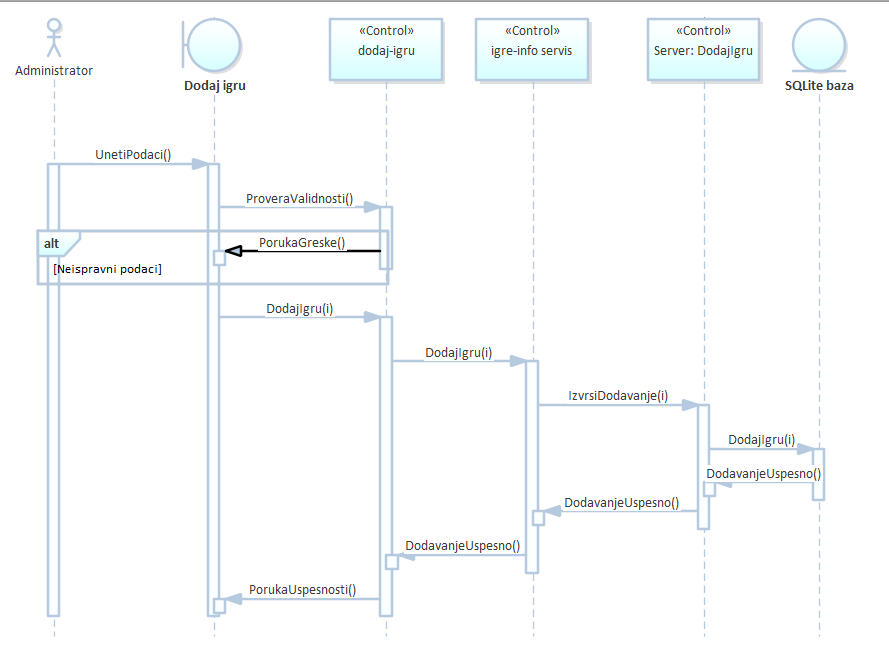 «Control»
«Control»
«Control»
dodaj-igru
igre-info servis
Server: DodajIgru
Administrator
Dodaj igru
SQLite baza
UnetiPodaci()
ProveraValidnosti()
alt
PorukaGreske()
[Neispravni podaci]
DodajIgru(i)
DodajIgru(i)
IzvrsiDodavanje(i)
DodajIgru(i)
DodavanjeUspesno()
DodavanjeUspesno()
DodavanjeUspesno()
PorukaUspesnosti()